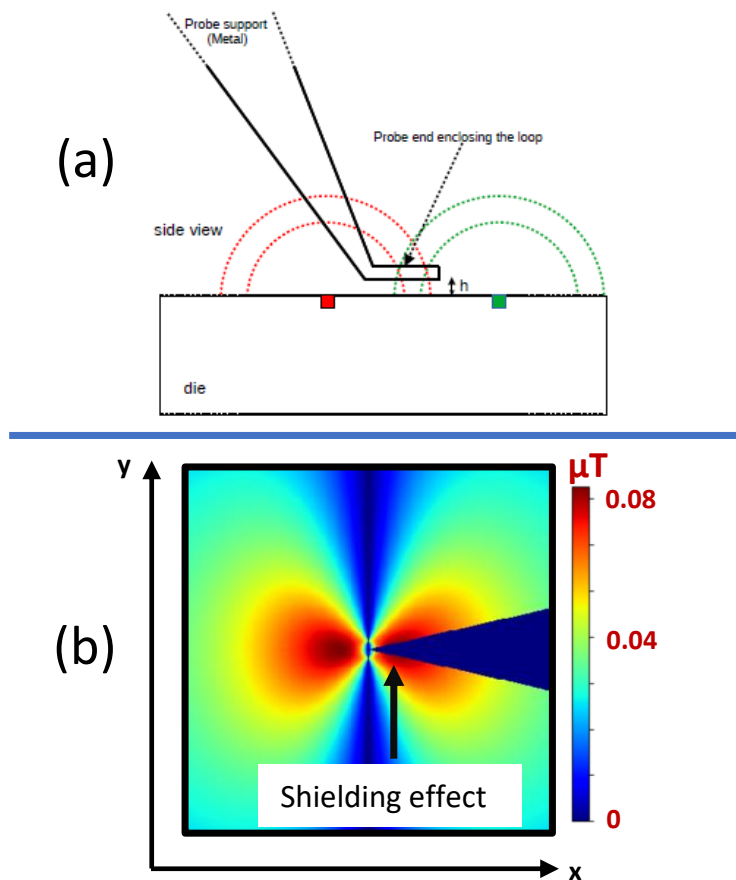 Probe support
(Metal)
(a)
Probe end enclosing the loop
side view
h
die
y
µT
0.08
(b)
0.04
Shielding effect
0
x